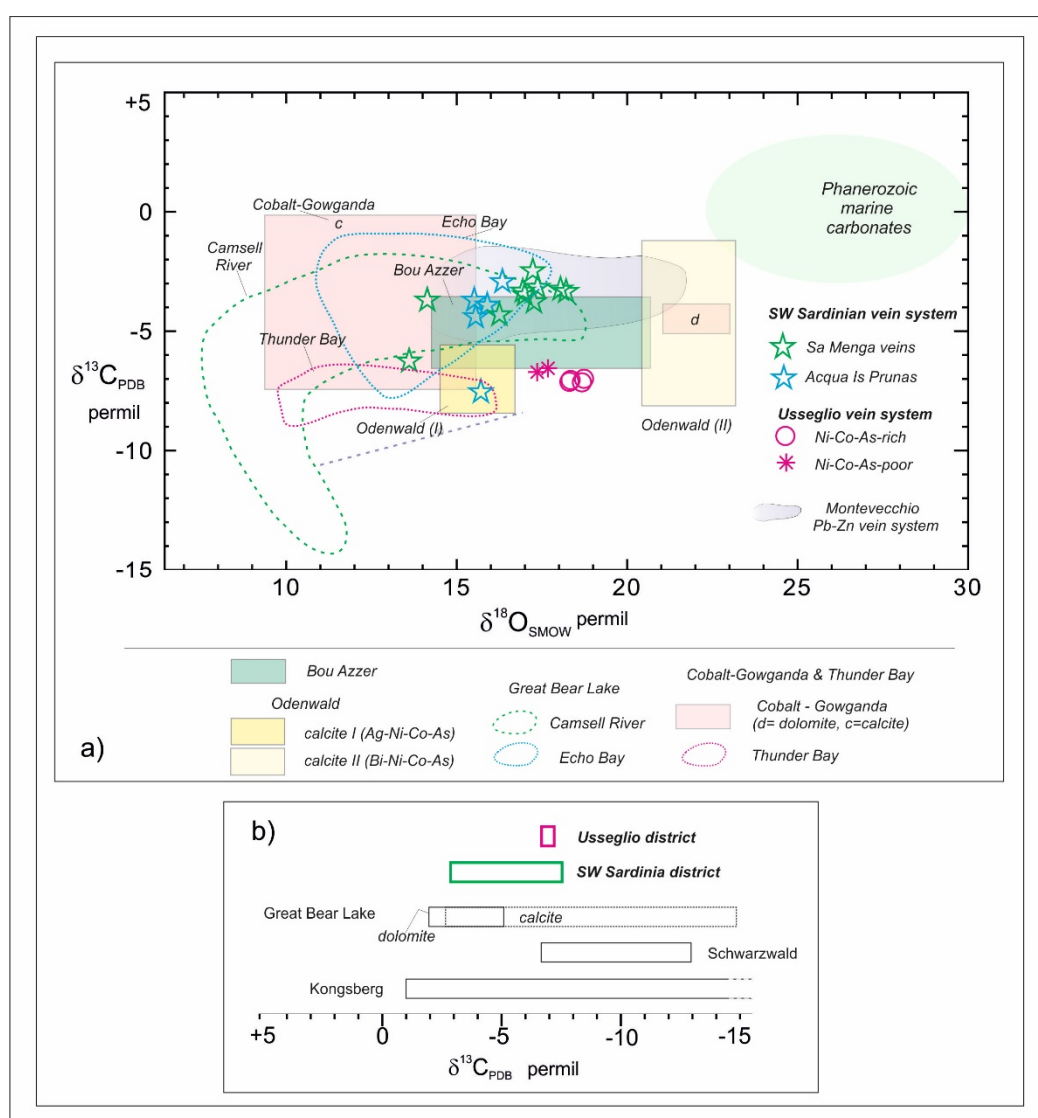 +5
0
-5
-10
-15
δ13CPDB
permil
Cobalt-Gowganda
c
Echo Bay
Camsell
River
Bou Azzer
Thunder Bay
Odenwald (I)
d
Odenwald (II)
Phanerozoic
marine
carbonates
SW Sardinian vein system
Sa Menga veins
Acqua Is Prunas
Usseglio vein system
Ni-Co-As-rich
Ni-Co-As-poor
Montevecchio
Pb-Zn vein system
10 15 20 25 30
δ18OSMOW permil
a)
Bou Azzer
Odenwald
calcite I (Ag-Ni-Co-As)
calcite II (Bi-Ni-Co-As)
Great Bear Lake
Camsell River
Echo Bay
Cobalt-Gowganda & Thunder Bay
Cobalt - Gowganda
(d= dolomite, c=calcite)
Thunder Bay
b)
Usseglio district
SW Sardinia district
Great Bear Lake
calcite
dolomite
Schwarzwald
Kongsberg
+5 0 -5 -10 -15
δ13CPDB permil